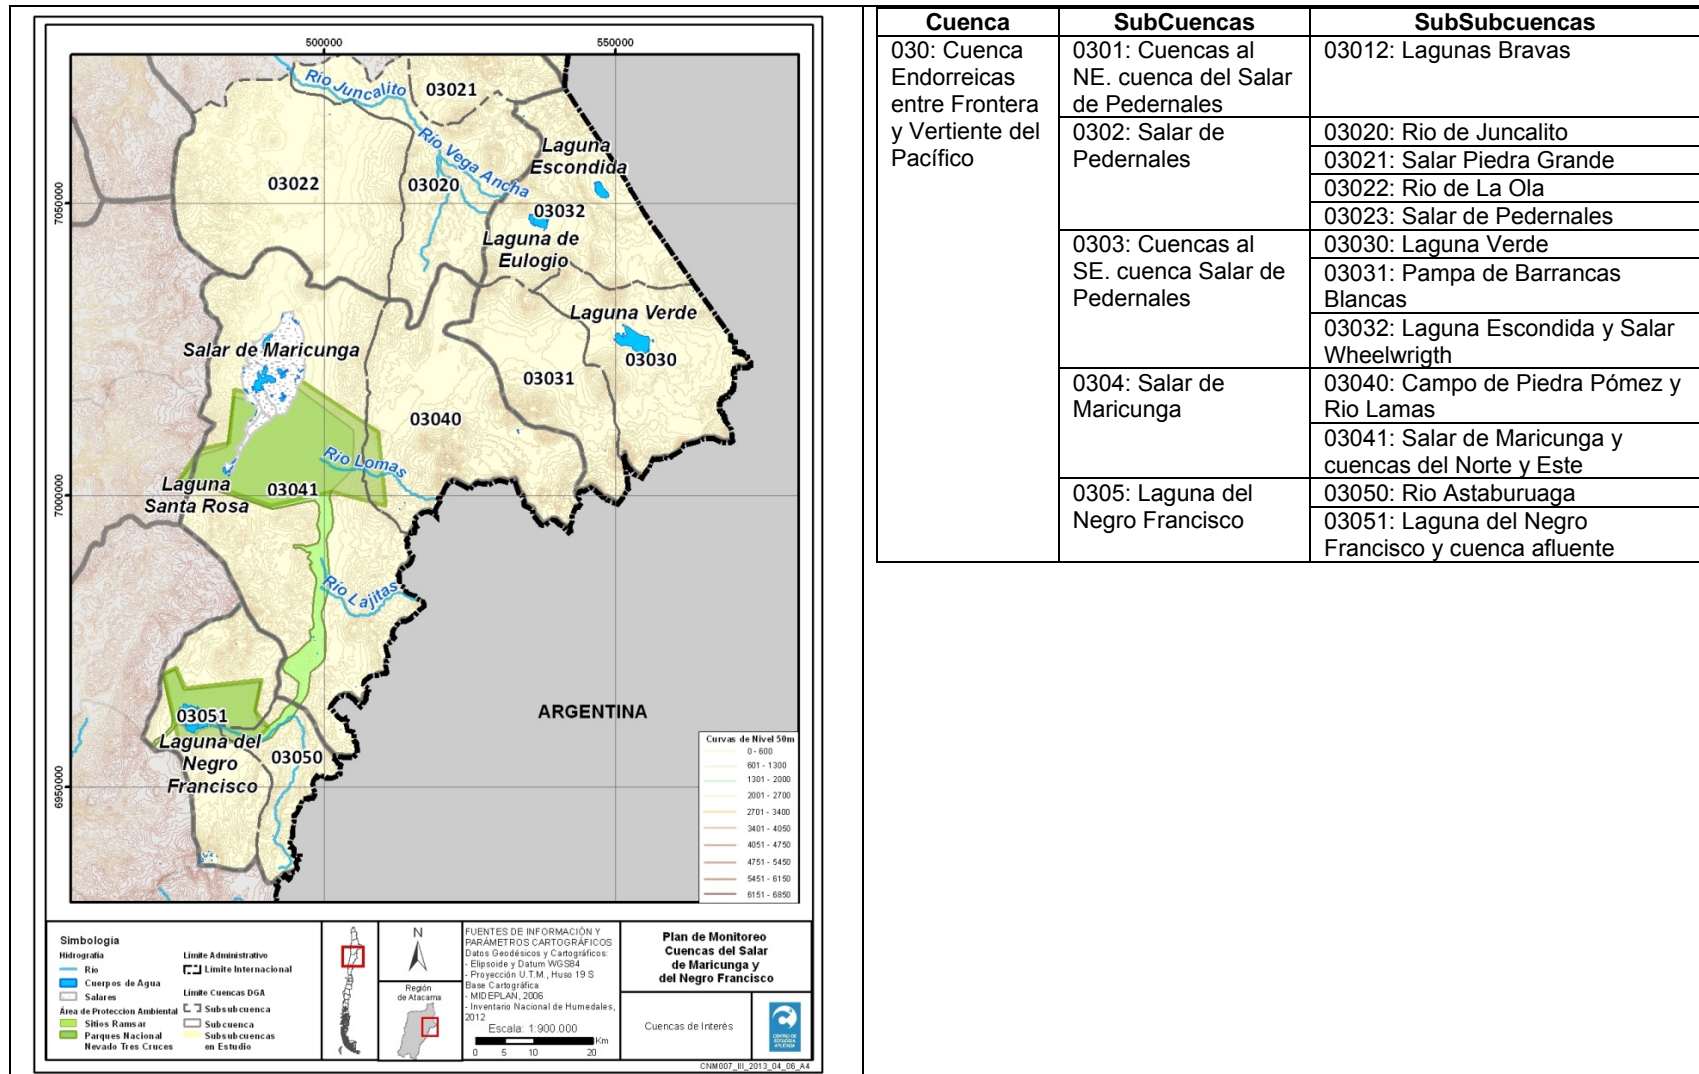 500000
550000
7050000
7000000
6950000
Río Juncalito
03021
Río Vega Ancha
Laguna
Escondida
03022
03020
03032
Laguna de
Eulogio
Laguna Verde
Salar de Maricunga
03030
03031
03040
Río Lomas
Laguna
Santa Rosa
03041
Río Lajitas
ARGENTINA
03051
Laguna del
Negro
Francisco
03050
Curvas de Nivel 50m
0 - 600
601 - 1300
1301 - 2000
2001 - 2700
2701 - 3400
3401 - 4050
4051 - 4750
4751 - 5450
5451 - 6150
6151 - 6850
Simbología
Hidrografía
Río
Cuerpos de Agua
Salares
Área de Proteccion Ambiental
Sitios Ramsar
Parques Nacional
Nevado Tres Cruces
Límite Administrativo
Límite Internacional
Límite Cuencas DGA
Subsubcuenca
Subcuenca
Subsubcuencas
en Estudio
N
Región
de Atacama
FUENTES DE INFORMACIÓN Y
PARÁMETROS CARTOGRÁFICOS
Datos Geodésicos y Cartográficos:
- Elipsoide y Datum WGS84
- Proyección U.T.M., Huso 19 S
Base Cartográfica
- MIDEPLAN, 2006
- Inventario Nacional de Humedales,
2012
Escala: 1:900.000
Km
0 5 10 20
Plan de Monitoreo
Cuencas del Salar
de Maricunga y
del Negro Francisco
Cuencas de Interés
CENTRO DE
ECOLOGÍA
APLICADA
CNM007_III_2013_04_06_A4
Cuenca SubCuencas SubSubcuencas
030: Cuenca
Endorreicas
entre Frontera
y Vertiente del
Pacífico
0301: Cuencas al
NE. cuenca del Salar
de Pedernales
03012: Lagunas Bravas
0302: Salar de
Pedernales
03020: Rio de Juncalito
03021: Salar Piedra Grande
03022: Rio de La Ola
03023: Salar de Pedernales
0303: Cuencas al
SE. cuenca Salar de
Pedernales
03030: Laguna Verde
03031: Pampa de Barrancas
Blancas
03032: Laguna Escondida y Salar
Wheelwrigth
0304: Salar de
Maricunga
03040: Campo de Piedra Pómez y
Rio Lamas
03041: Salar de Maricunga y
cuencas del Norte y Este
0305: Laguna del
Negro Francisco
03050: Rio Astaburuaga
03051: Laguna del Negro
Francisco y cuenca afluente